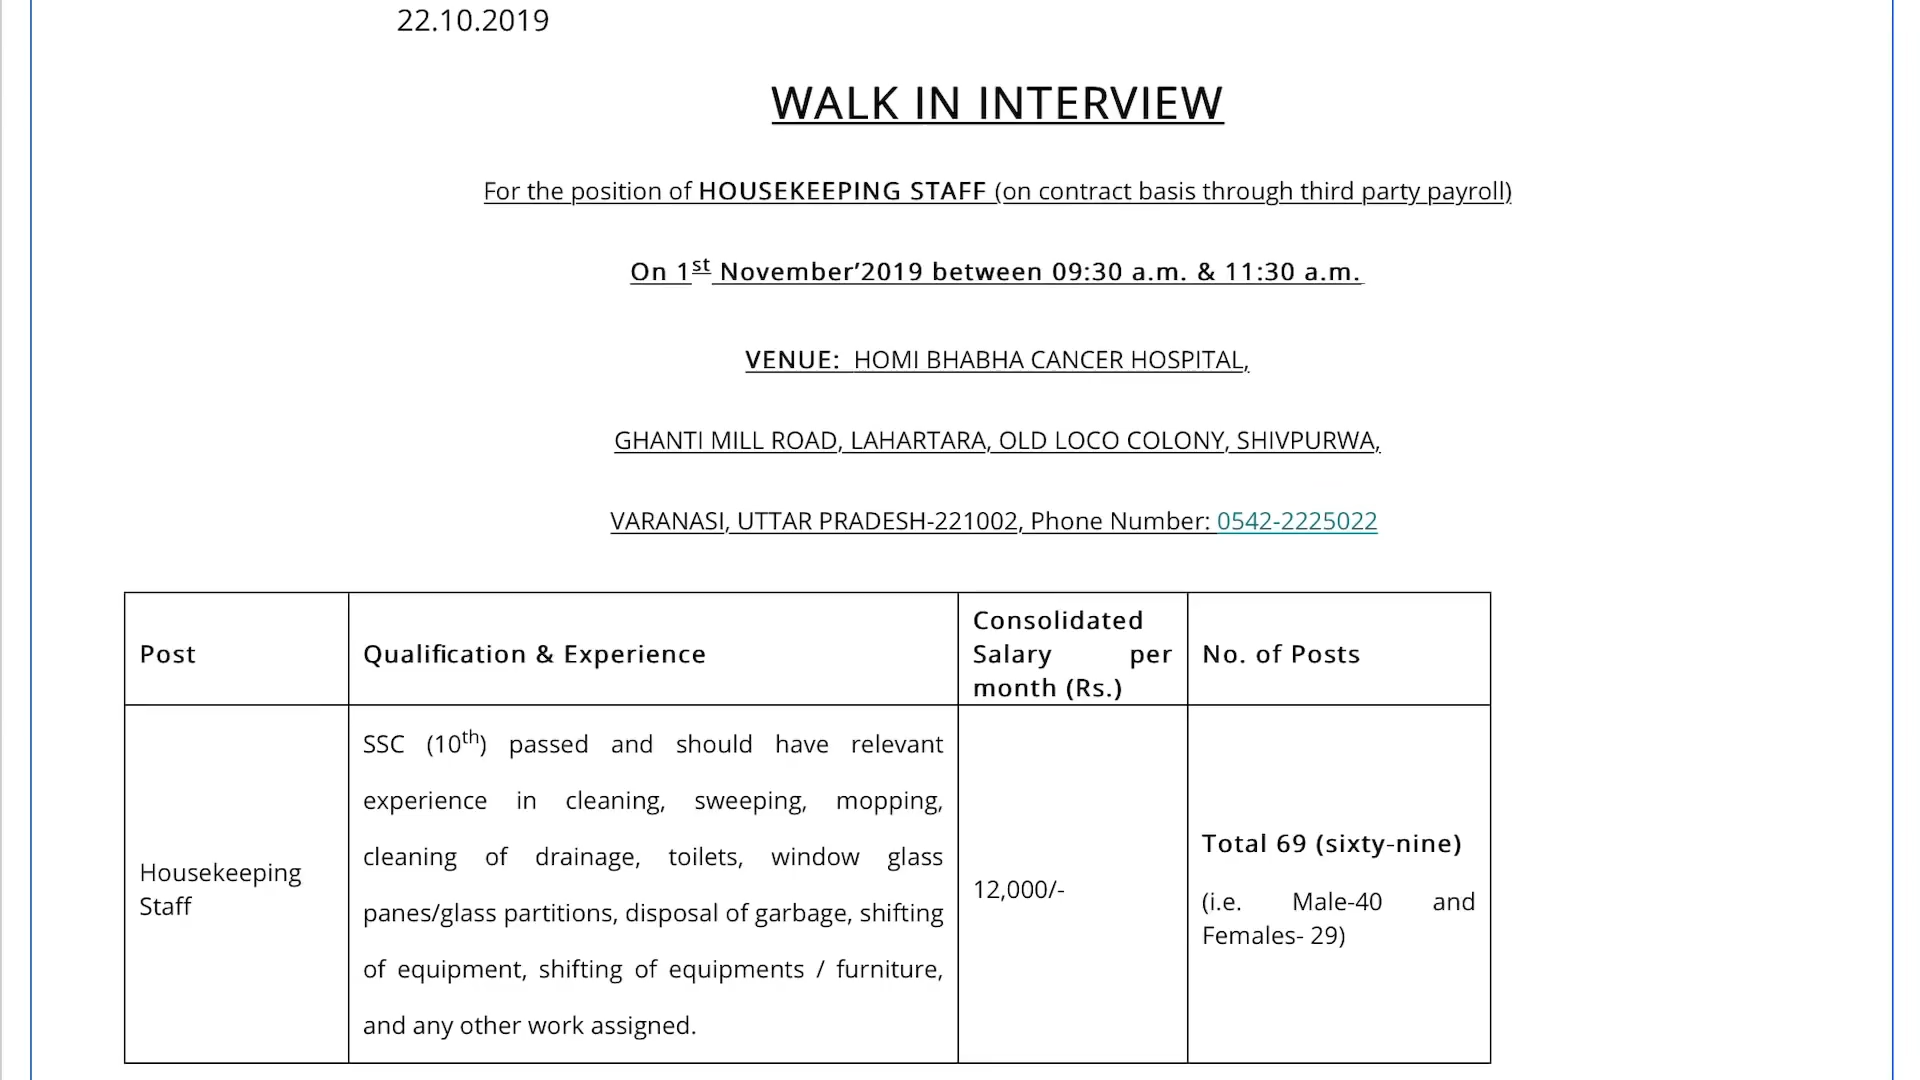 22.10.2019
WALK IN INTERVIEW
For the position of HOUSEKEEPING STAFF (on contract basis through third party payroll)
On 1st November’2019 between 09:30 a.m. & 11:30 a.m.
VENUE: HOMI BHABHA CANCER HOSPITAL,
GHANTI MILL ROAD, LAHARTARA, OLD LOCO COLONY, SHIVPURWA,
VARANASI, UTTAR PRADESH-221002, Phone Number: 0542-2225022
Post
Qualification & Experience
Consolidated
Salary per
month (Rs.)
No. of Posts
Housekeeping
Staff
SSC (10th) passed and should have relevant
experience in cleaning, sweeping, mopping,
cleaning of drainage, toilets, window glass
panes/glass partitions, disposal of garbage, shifting
of equipment, shifting of equipments / furniture,
and any other work assigned.
12,000/-
Total 69 (sixty-nine)
(i.e. Male-40 and
Females- 29)